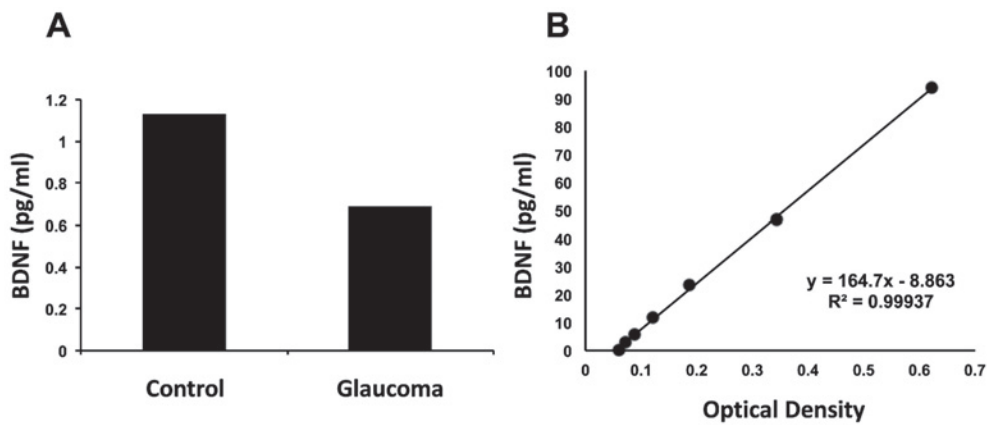 A
BDNF (pg/ml)
1.2
1
0.8
0.6
0.4
0.2
0
Control
Glaucoma
B
BDNF (pg/ml)
100
90
80
70
60
50
40
30
20
10
0
y = 164.7x - 8.863
R² = 0.99937
0
0.1
0.2
0.3
0.4
0.5
0.6
0.7
Optical Density